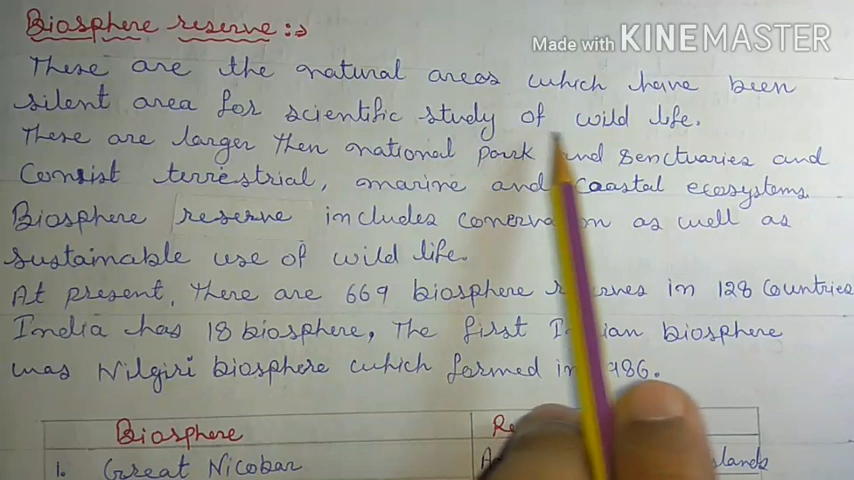 Biosphere reserve :→
Made with KINEMASTER
These are the natural areas which have been
silent area for scientific study of wild life.
These are larger then national park and senctuaries and
Consist terrestrial, marine and Coastal ecosystems
Biosphere reserve includes conervation as well as
sustainable use of wild life.
At present, There are 669 biosphere reserves in 128 Countries
India has 18 biosphere, The first Indian biosphere
was Nilgiri biosphere which formed in 1986.
Biosphere
1. Great Nicobar